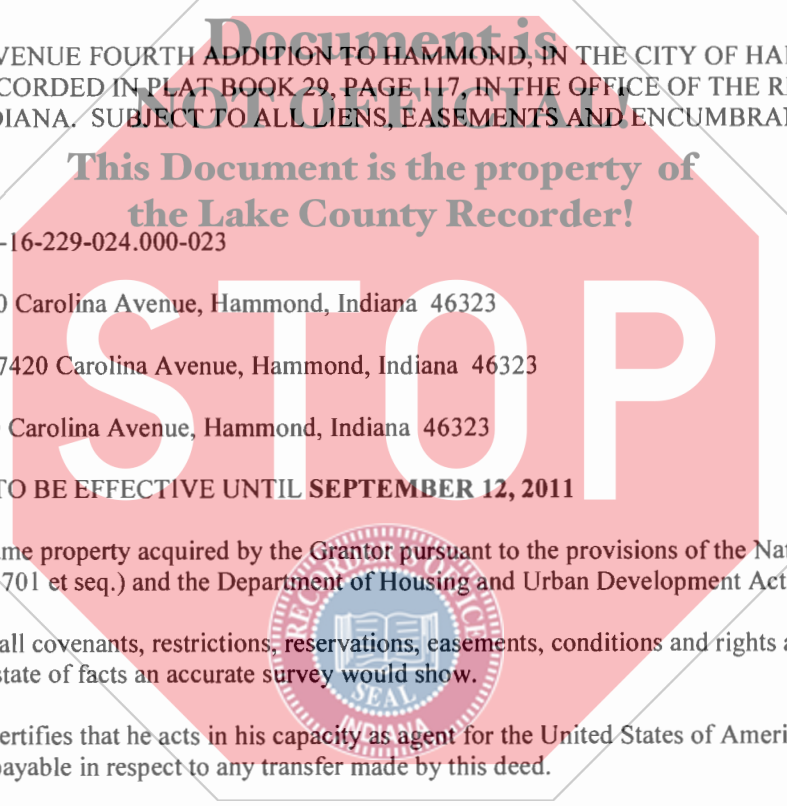 Document is
VENUE FOURTH ADDITION TO HAMMOND, IN THE CITY OF HA
CORDED IN PLAT BOOK 29, PAGE 117, IN THE OFFICE OF THE R
NOT OFFICIAL!
DIANA. SUBJECT TO ALL LIENS, EASEMENTS AND ENCUMBRA
This Document is the property of
the Lake County Recorder!
-16-229-024.000-023
0 Carolina Avenue, Hammond, Indiana 46323
STOP
7420 Carolina Avenue, Hammond, Indiana 46323
Carolina Avenue, Hammond, Indiana 46323
TO BE EFFECTIVE UNTIL SEPTEMBER 12, 2011
ame property acquired by the Grantor pursuant to the provisions of the Nat
701 et seq.) and the Department of Housing and Urban Development Act
RECORDER'S OFFICE
all covenants, restrictions, reservations, easements, conditions and rights a
state of facts an accurate survey would show.
SEAL
INDIANA
ertifies that he acts in his capacity as agent for the United States of Ameri
payable in respect to any transfer made by this deed.